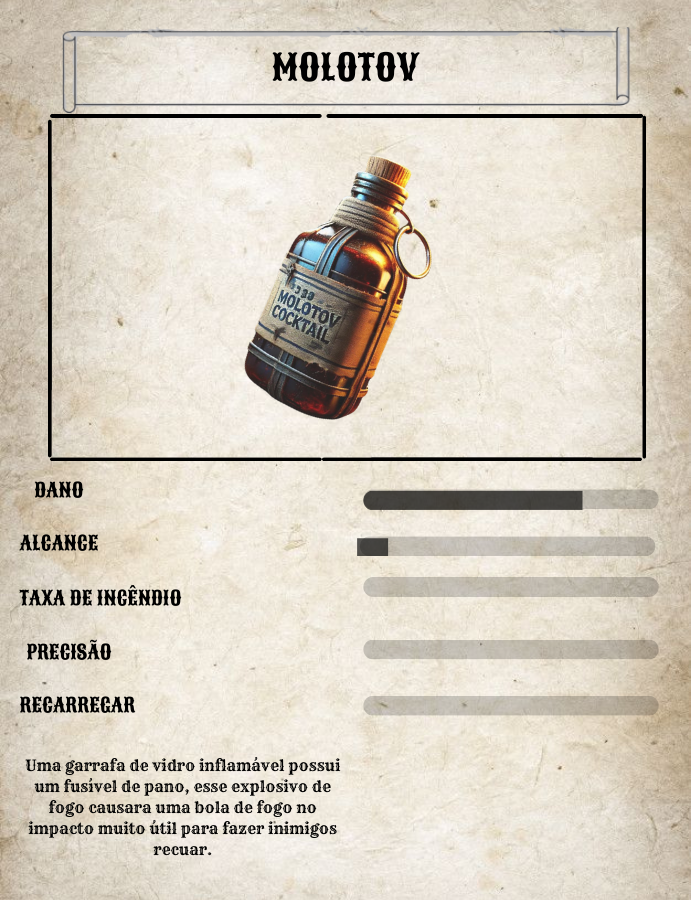 MOLOTOV
MOLOTOV
COCKTAIL
DANO
ALCANCE
TAXA DE INCÊNDIO
PRECISÃO
RECARREGAR
Uma garrafa de vidro inflamável possui
um fusível de pano, esse explosivo de
fogo causara uma bola de fogo no
impacto muito útil para fazer inimigos
recuar.